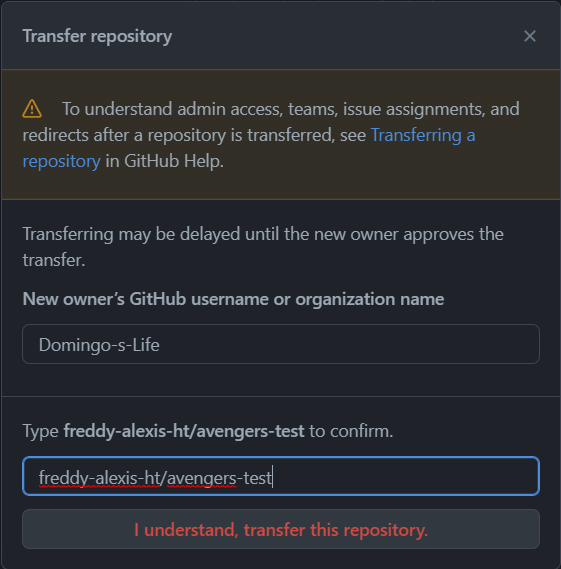 Transfer repository
To understand admin access, teams, issue assignments, and
redirects after a repository is transferred, see Transferring a
repository in GitHub Help.
Transferring may be delayed until the new owner approves the
transfer.
New owner’s GitHub username or organization name
Domingo-s-Life
Type freddy-alexis-ht/avengers-test to confirm.
freddy-alexis-ht/avengers-test
I understand, transfer this repository.